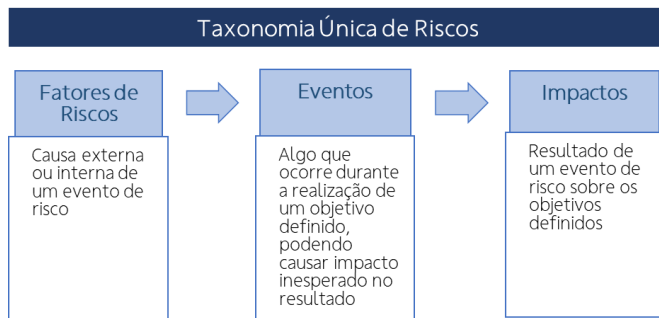 Taxonomia Única de Riscos
Fatores de
Riscos
Causa externa
ou interna de
um evento de
risco
Eventos
Algo que
ocorre durante
a realização de
um objetivo
definido,
podendo
causar impacto
inesperado no
resultado
Impactos
Resultado de
um evento de
risco sobre os
objetivos
definidos